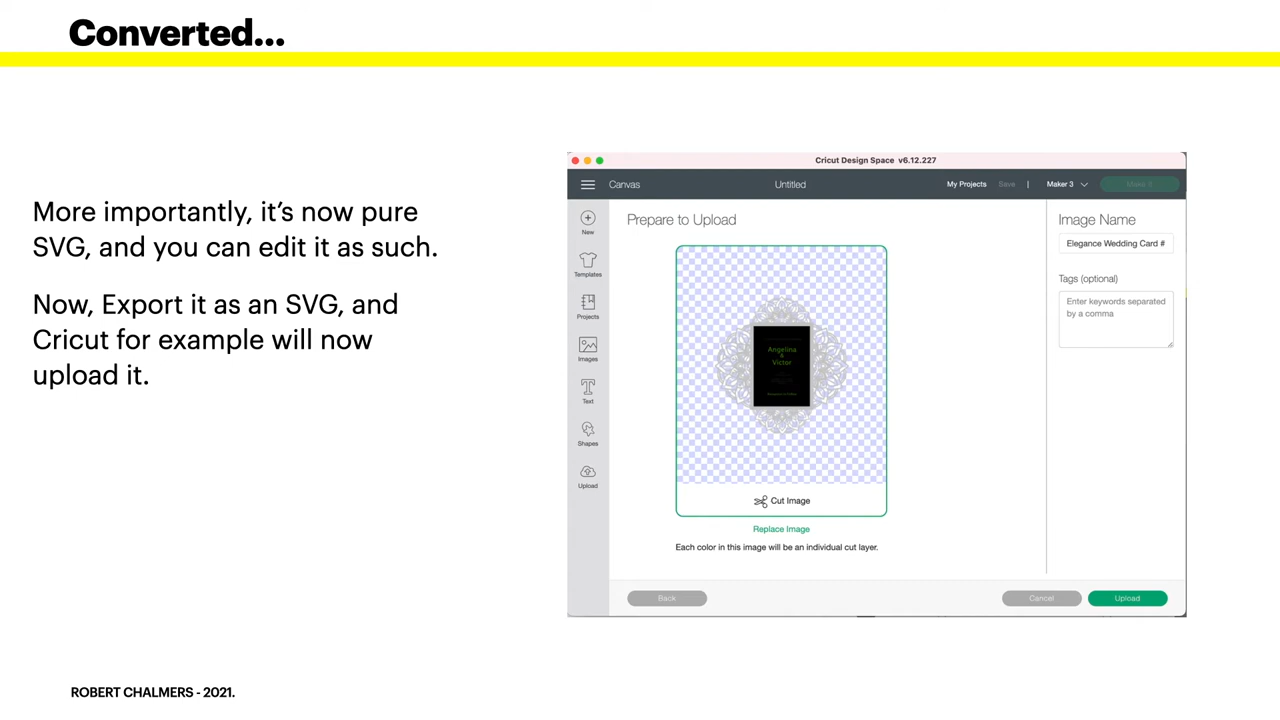 Converted...
More importantly, it's now pure
SVG, and you can edit it as such.
Now, Export it as an SVG, and
Cricut for example will now
upload it.
Cricut Design Space v6.12.227
Canvas
Untitled
My Projects
Save
|
Maker 3
Make It
New
Templates
Projects
Images
Text
Shapes
Upload
Prepare to Upload
Angelina
&
Victor
Cut Image
Replace Image
Each color in this image will be an individual cut layer.
Image Name
Elegance Wedding Card #
Tags (optional)
Enter keywords separated
by a comma
Back
Cancel
Upload
ROBERT CHALMERS - 2021.